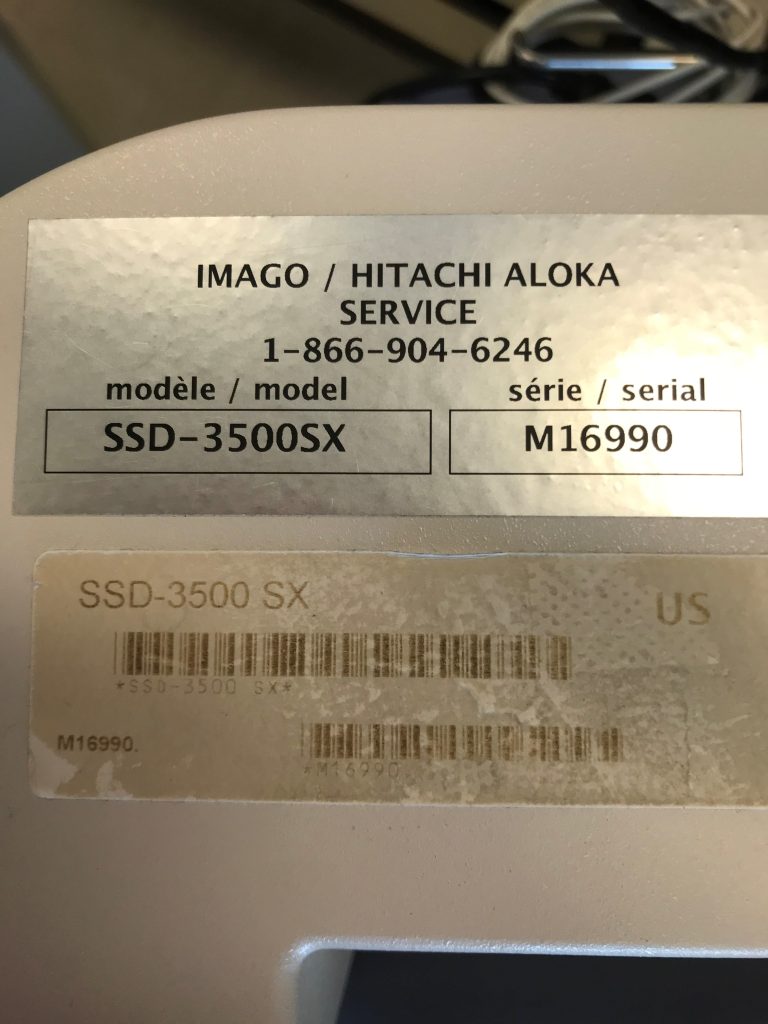 IMAGO / HITACHI ALOKA
SERVICE
1-866-904-6246
modèle / model série / serial
SSD-3500SX M16990
SSD-3500 SX US
*SSD-3500 SX*
M16990.
*M16990